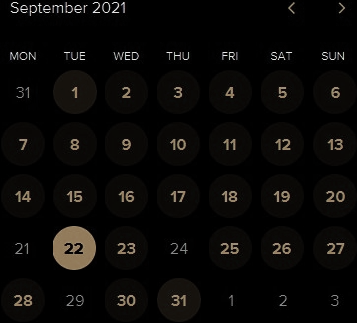 September 2021
MON TUE WED THU FRI SAT SUN
31 1 2 3 4 5 6
7 8 9 10 11 12 13
14 15 16 17 18 19 20
21 22 23 24 25 26 27
28 29 30 31 1 2 3